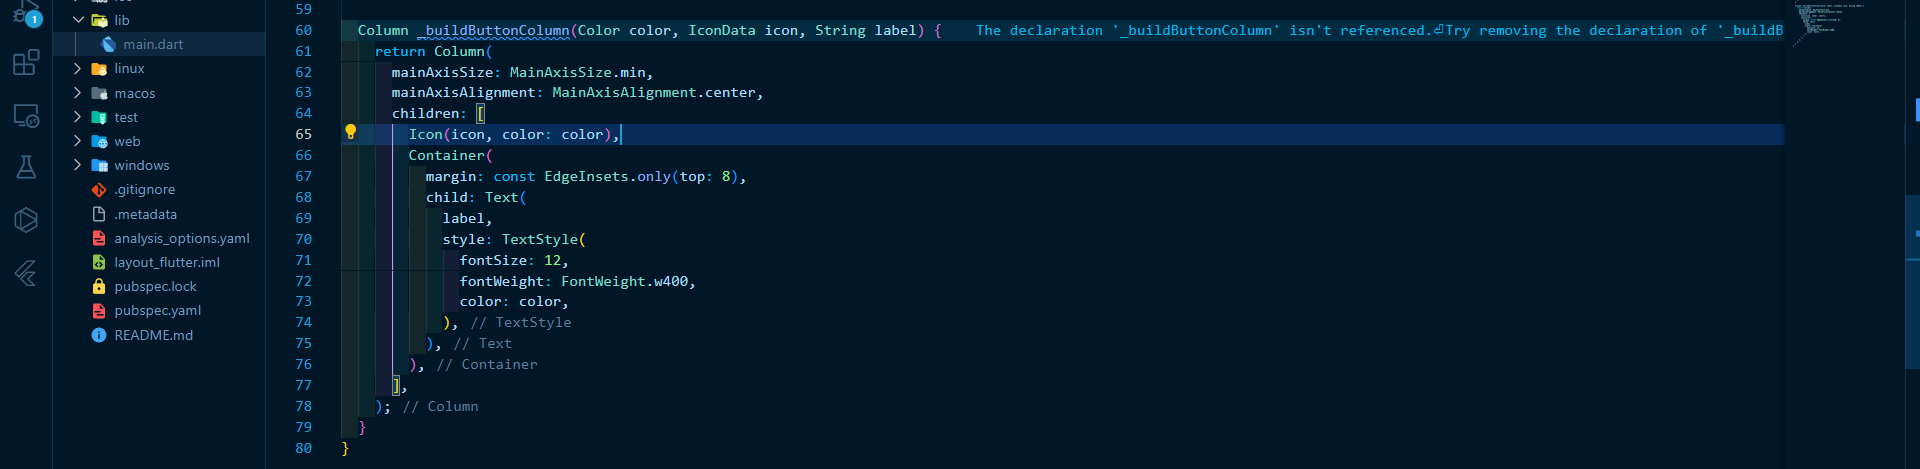 1
lib
main.dart
linux
macos
test
web
windows
.gitignore
.metadata
analysis_options.yaml
layout_flutter.iml
pubspec.lock
pubspec.yaml
README.md
59
60 Column _buildButtonColumn(Color color, IconData icon, String label) { The declaration '_buildButtonColumn' isn't referenced.⏎Try removing the declaration of '_buildB
61 return Column(
62 mainAxisSize: MainAxisSize.min,
63 mainAxisAlignment: MainAxisAlignment.center,
64 children: [
65 Icon(icon, color: color),
66 Container(
67 margin: const EdgeInsets.only(top: 8),
68 child: Text(
69 label,
70 style: TextStyle(
71 fontSize: 12,
72 fontWeight: FontWeight.w400,
73 color: color,
74 ), // TextStyle
75 ), // Text
76 ), // Container
77 ],
78 ); // Column
79 }
80 }